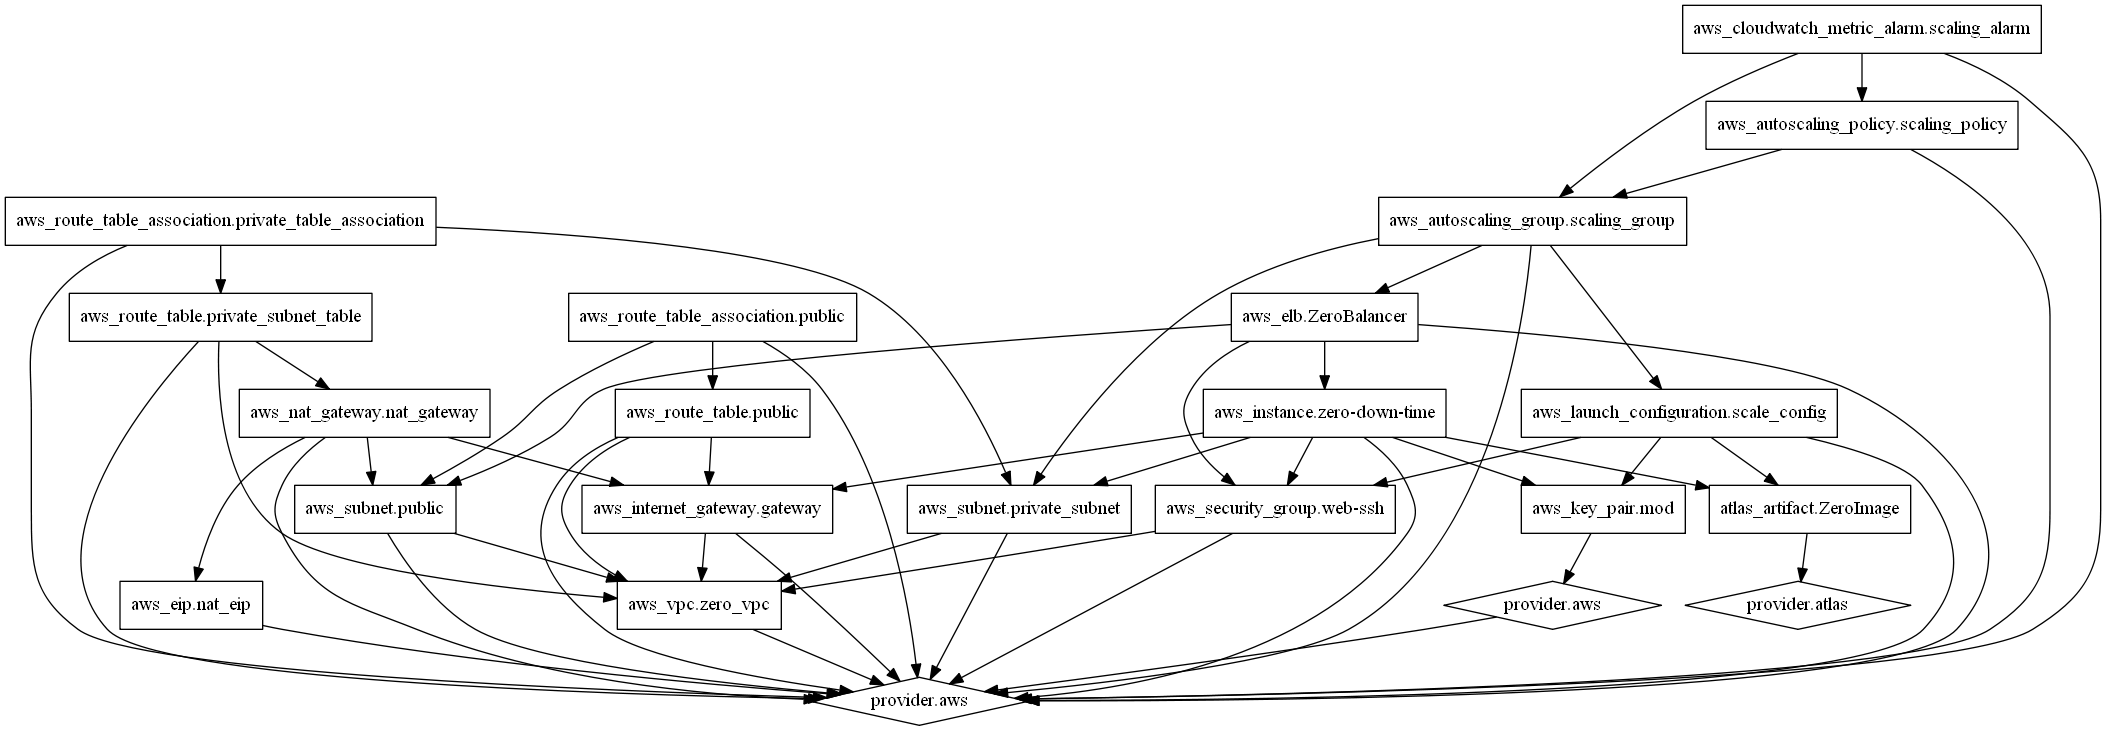 aws_cloudwatch_metric_alarm.scaling_alarm
aws_autoscaling_policy.scaling_policy
aws_route_table_association.private_table_association
aws_autoscaling_group.scaling_group
aws_route_table.private_subnet_table
aws_route_table_association.public
aws_elb.ZeroBalancer
aws_nat_gateway.nat_gateway
aws_route_table.public
aws_instance.zero-down-time
aws_launch_configuration.scale_config
aws_subnet.public
aws_internet_gateway.gateway
aws_subnet.private_subnet
aws_security_group.web-ssh
aws_key_pair.mod
atlas_artifact.ZeroImage
aws_eip.nat_eip
aws_vpc.zero_vpc
provider.aws
provider.atlas
provider.aws